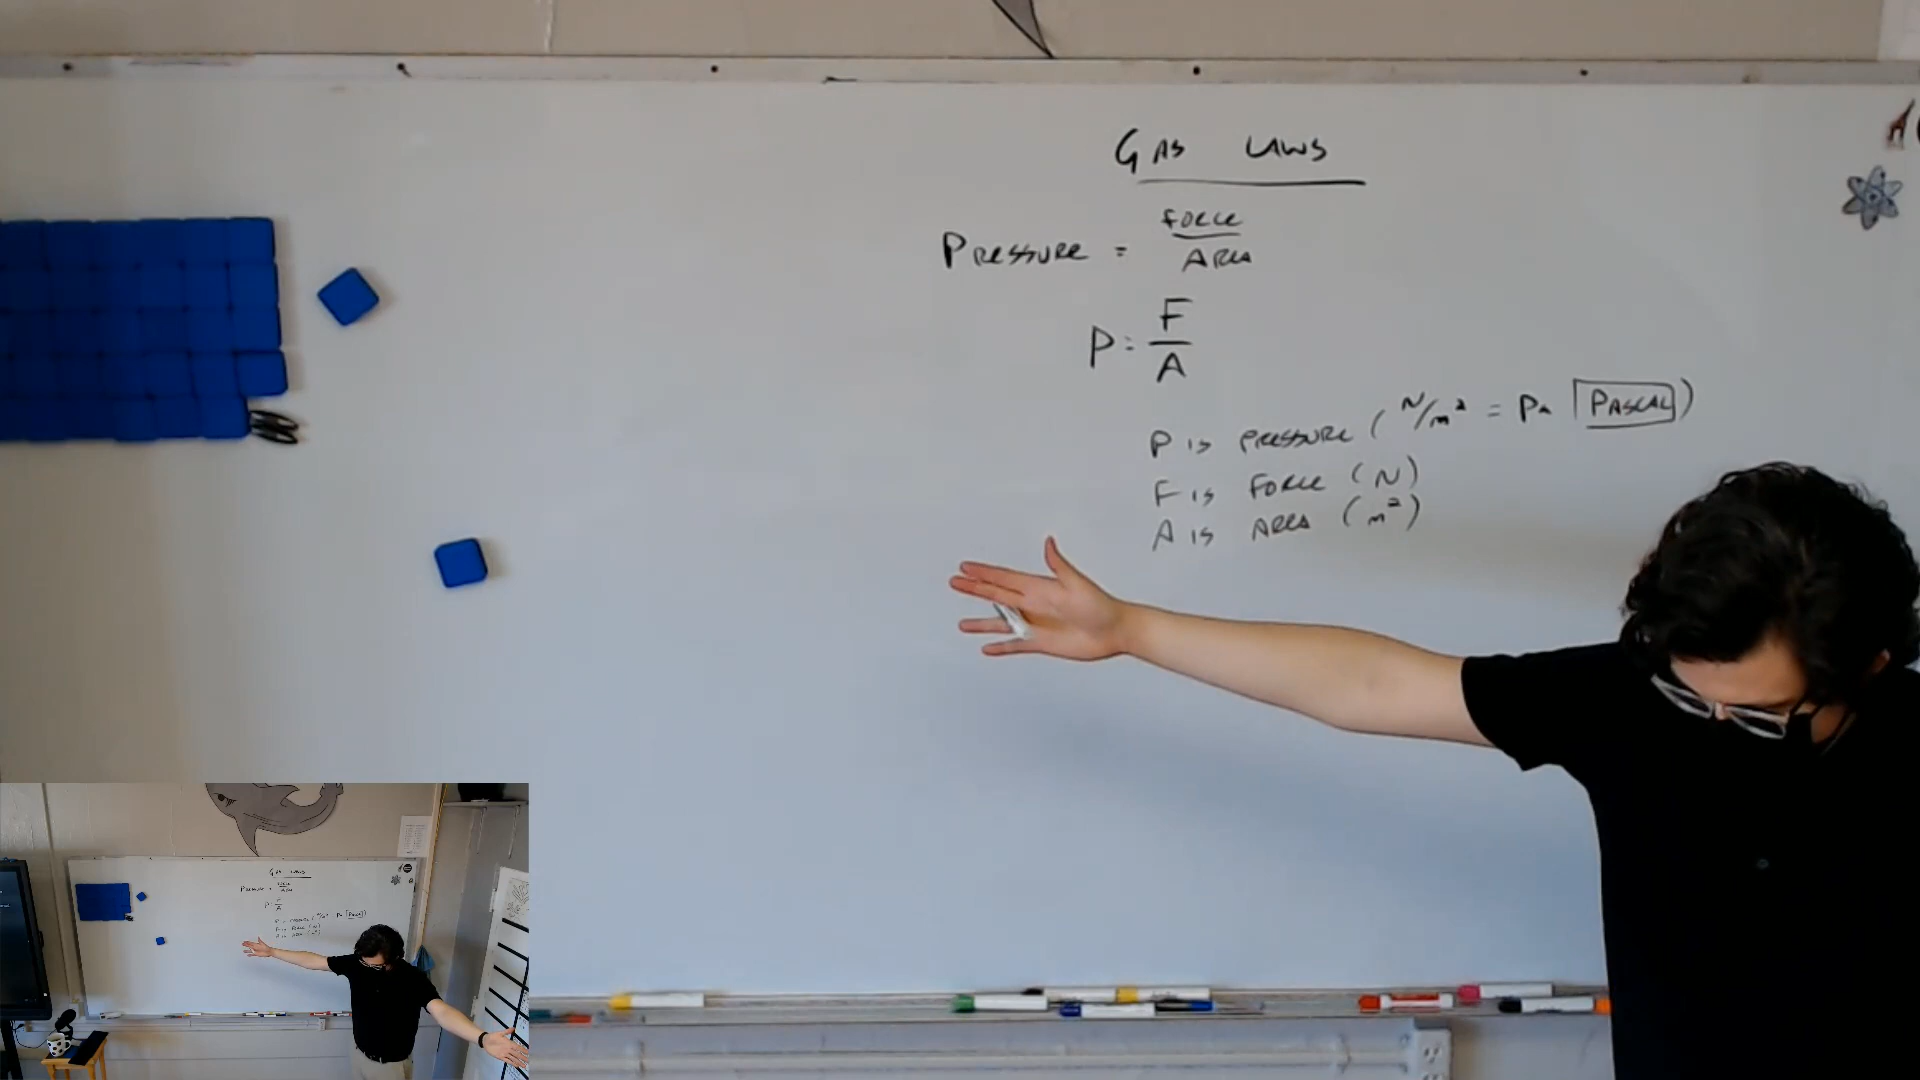 GAS LAWS
PRESSURE = FORCE / AREA
P = F / A
P IS PRESSURE ( N/m² = Pa PASCAL )
F IS FORCE (N)
A IS AREA (m²)